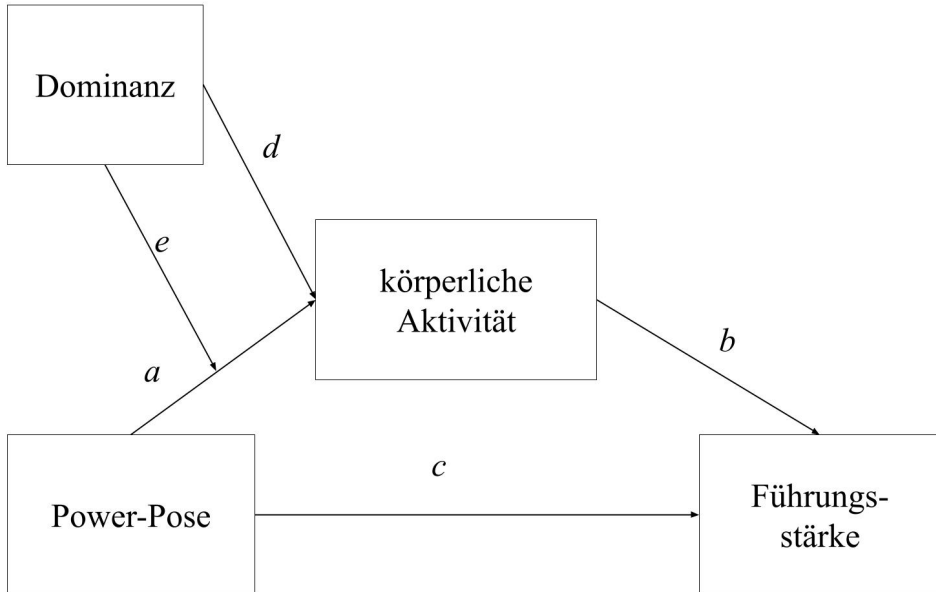 Dominanz
d
e
körperliche
Aktivität
a
b
c
Power-Pose
Führungs-
stärke